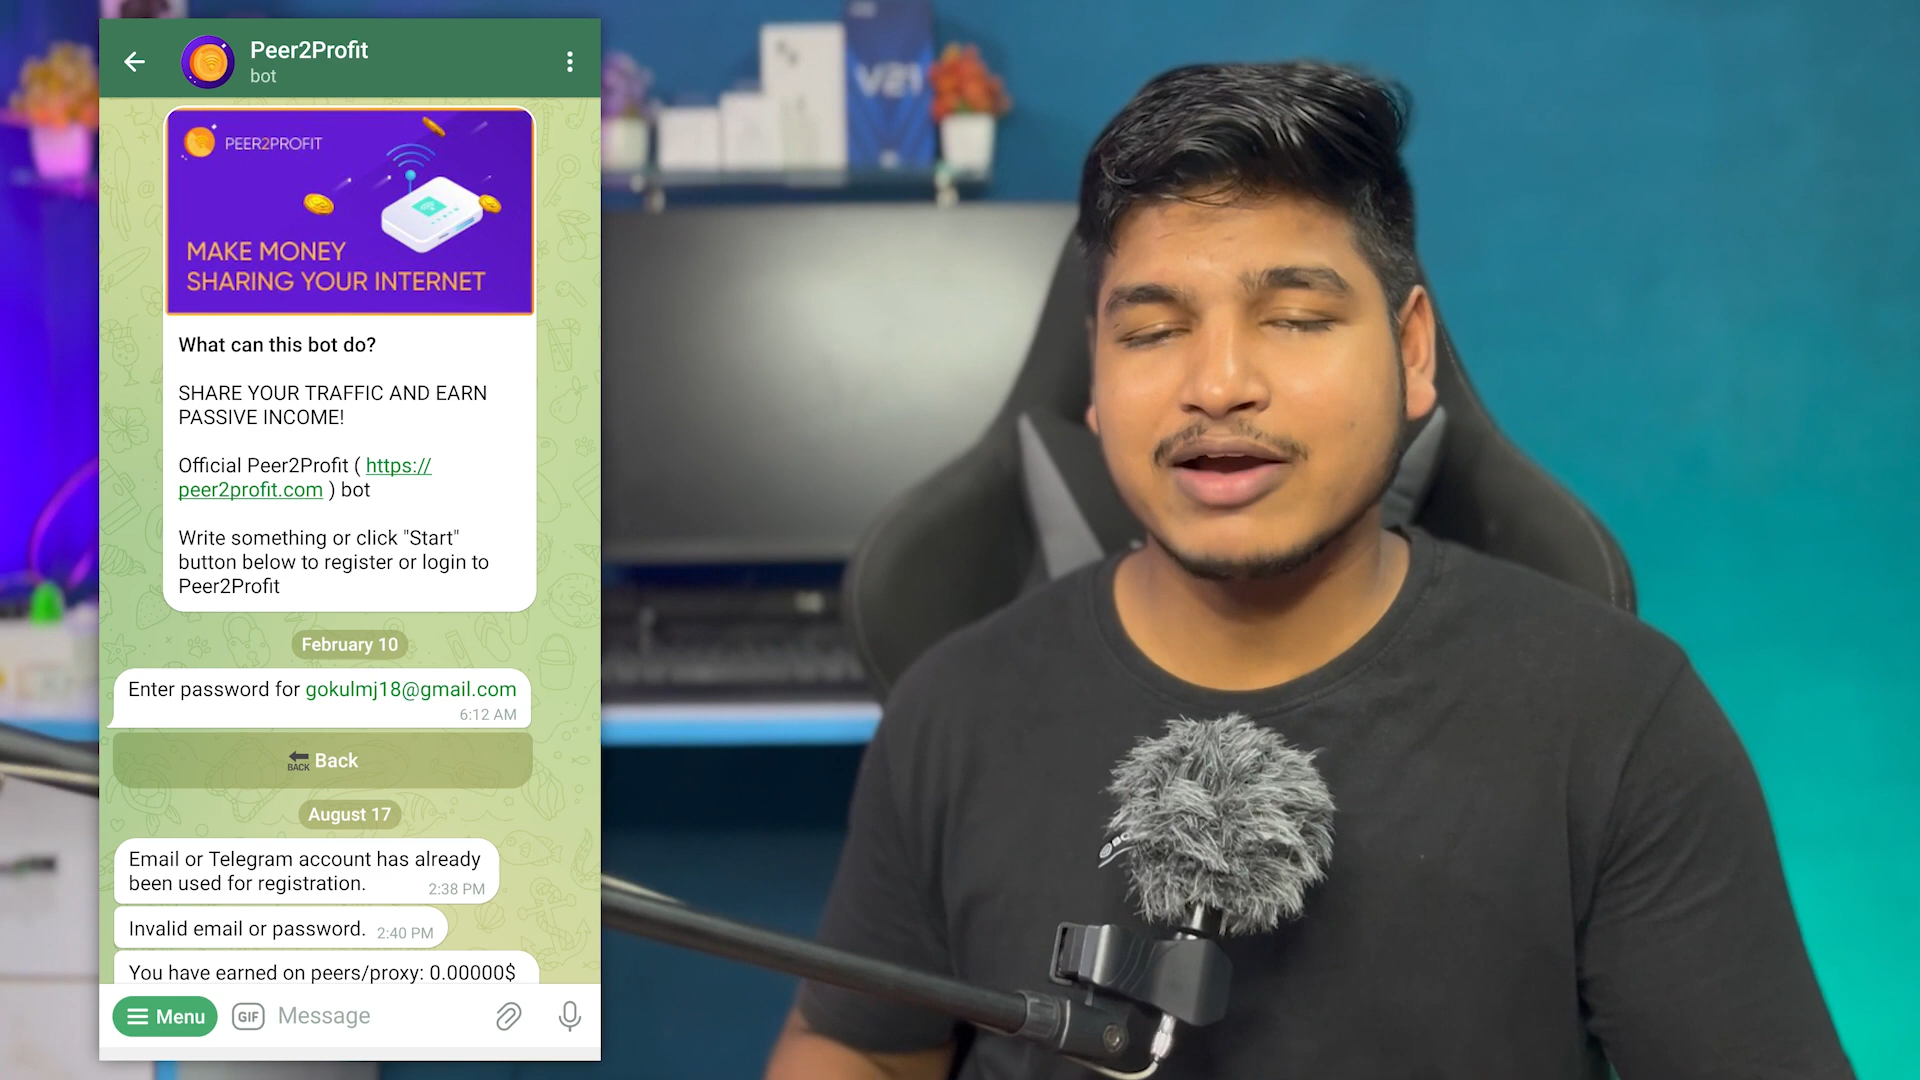 Peer2Profit
bot
PEER2PROFIT
MAKE MONEY
SHARING YOUR INTERNET
What can this bot do?
SHARE YOUR TRAFFIC AND EARN
PASSIVE INCOME!
Official Peer2Profit ( https://
peer2profit.com ) bot
Write something or click "Start"
button below to register or login to
Peer2Profit
February 10
Enter password for gokulmj18@gmail.com
6:12 AM
BACK Back
August 17
Email or Telegram account has already
been used for registration. 2:38 PM
Invalid email or password. 2:40 PM
You have earned on peers/proxy: 0.00000$
Menu GIF Message
V21